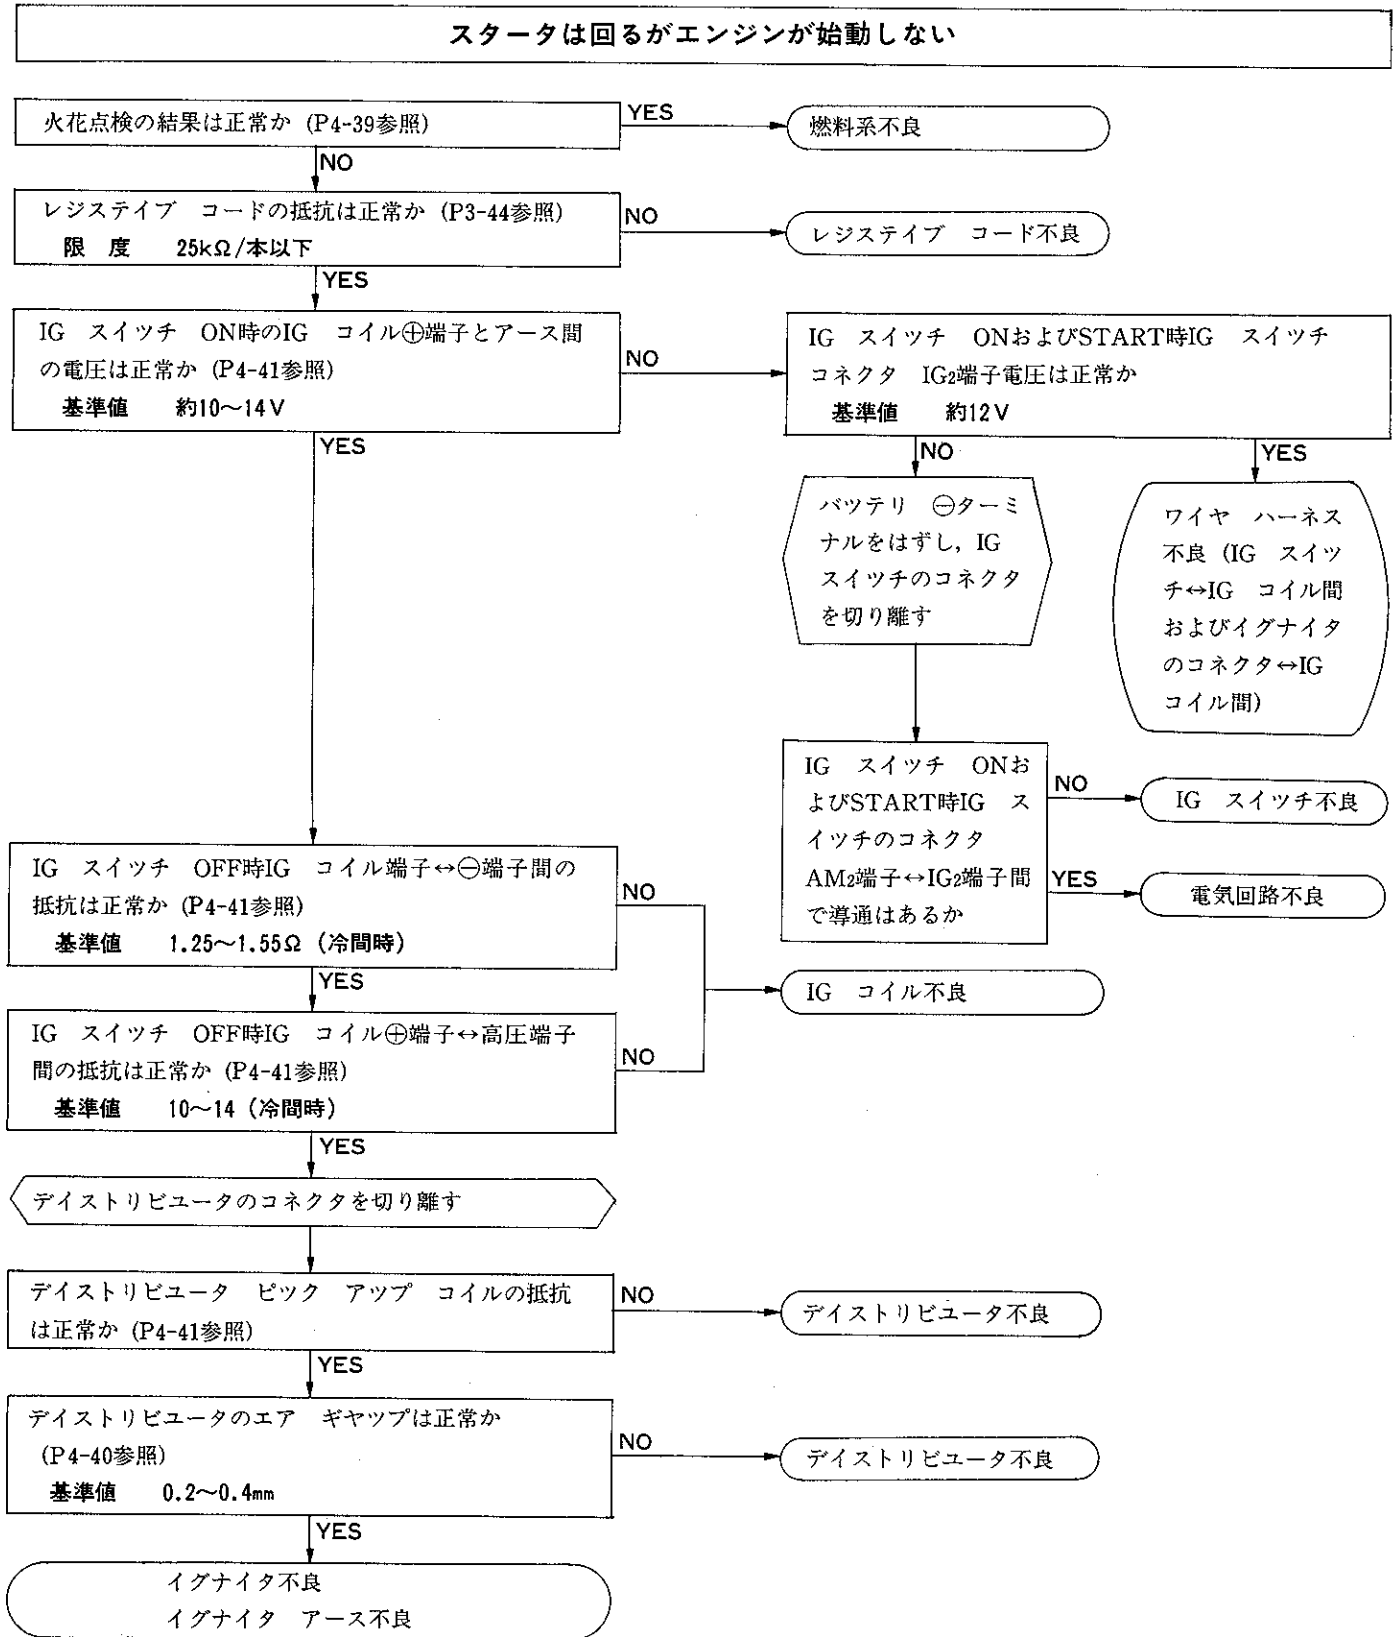 スタータは回るがエンジンが始動しない
火花点検の結果は正常か (P4-39参照)
YES
燃料系不良
NO
レジステイブ コードの抵抗は正常か (P3-44参照)
限 度 25kΩ/本以下
NO
レジステイブ コード不良
YES
IG スイツチ ON時のIG コイル⊕端子とアース間
の電圧は正常か (P4-41参照)
基準値 約10〜14V
NO
IG スイツチ ONおよびSTART時IG スイツチ
コネクタ IG₂端子電圧は正常か
基準値 約12V
YES
NO
YES
バツテリ ⊖ターミ
ナルをはずし, IG
スイツチのコネクタ
を切り離す
ワイヤ ハーネス
不良 (IG スイツ
チ↔IG コイル間
およびイグナイタ
のコネクタ↔IG
コイル間)
IG スイツチ ONお
よびSTART時IG ス
イツチのコネクタ
AM₂端子↔IG₂端子間
で導通はあるか
NO
IG スイツチ不良
YES
電気回路不良
IG スイツチ OFF時IG コイル端子↔⊖端子間の
抵抗は正常か (P4-41参照)
基準値 1.25〜1.55Ω (冷間時)
NO
YES
IG コイル不良
IG スイツチ OFF時IG コイル⊕端子↔高圧端子
間の抵抗は正常か (P4-41参照)
基準値 10〜14 (冷間時)
NO
YES
デイストリビユータのコネクタを切り離す
デイストリビユータ ピツク アツプ コイルの抵抗
は正常か (P4-41参照)
NO
デイストリビユータ不良
YES
デイストリビユータのエア ギヤツプは正常か
(P4-40参照)
基準値 0.2〜0.4mm
NO
デイストリビユータ不良
YES
イグナイタ不良
イグナイタ アース不良